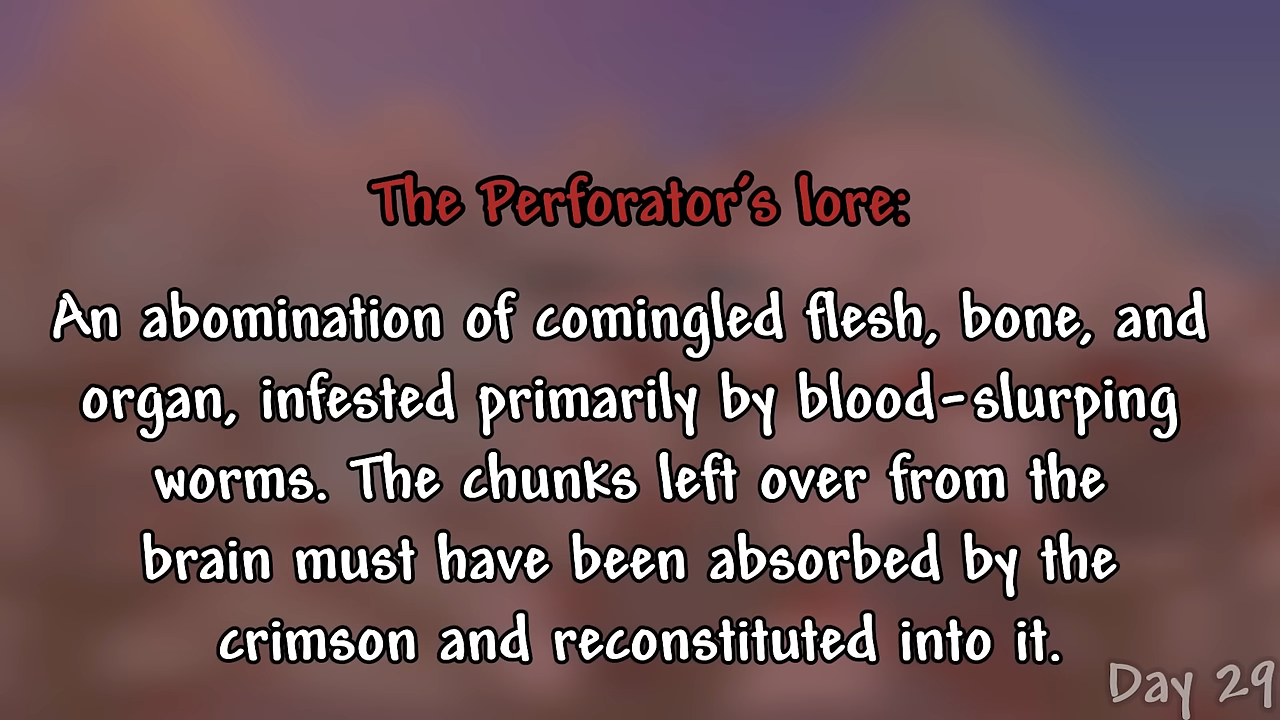 The Perforator's lore:
An abomination of comingled flesh, bone, and
organ, infested primarily by blood-slurping
worms. The chunks left over from the
brain must have been absorbed by the
crimson and reconstituted into it.
Day 29